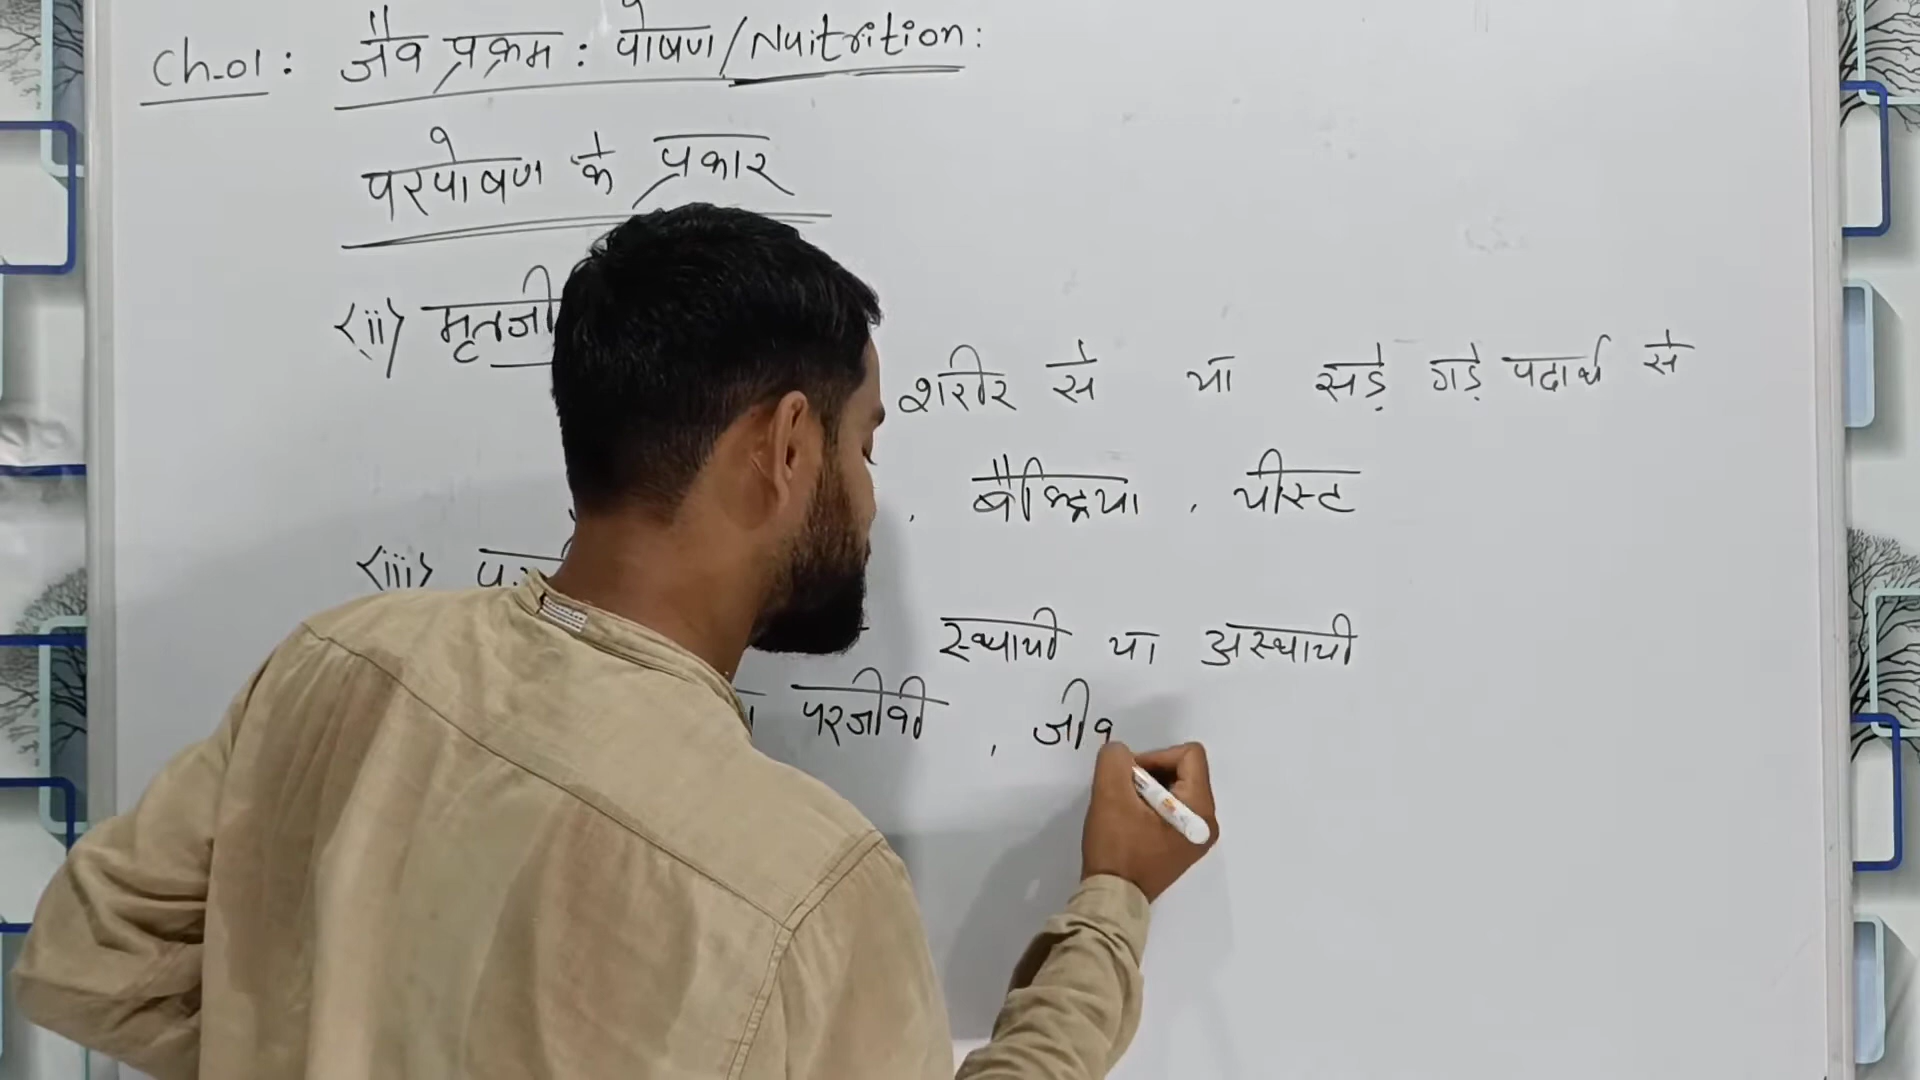 Ch-01: जैव प्रक्रम : पोषण/Nuitrition:
परपोषण के प्रकार
<ii> मृतजी
शरीर से या सड़े गड़े पदार्थ से
, बैक्ट्रिया , यीस्ट
<iii>
स्थायी या अस्थायी
परजीवी , जीव